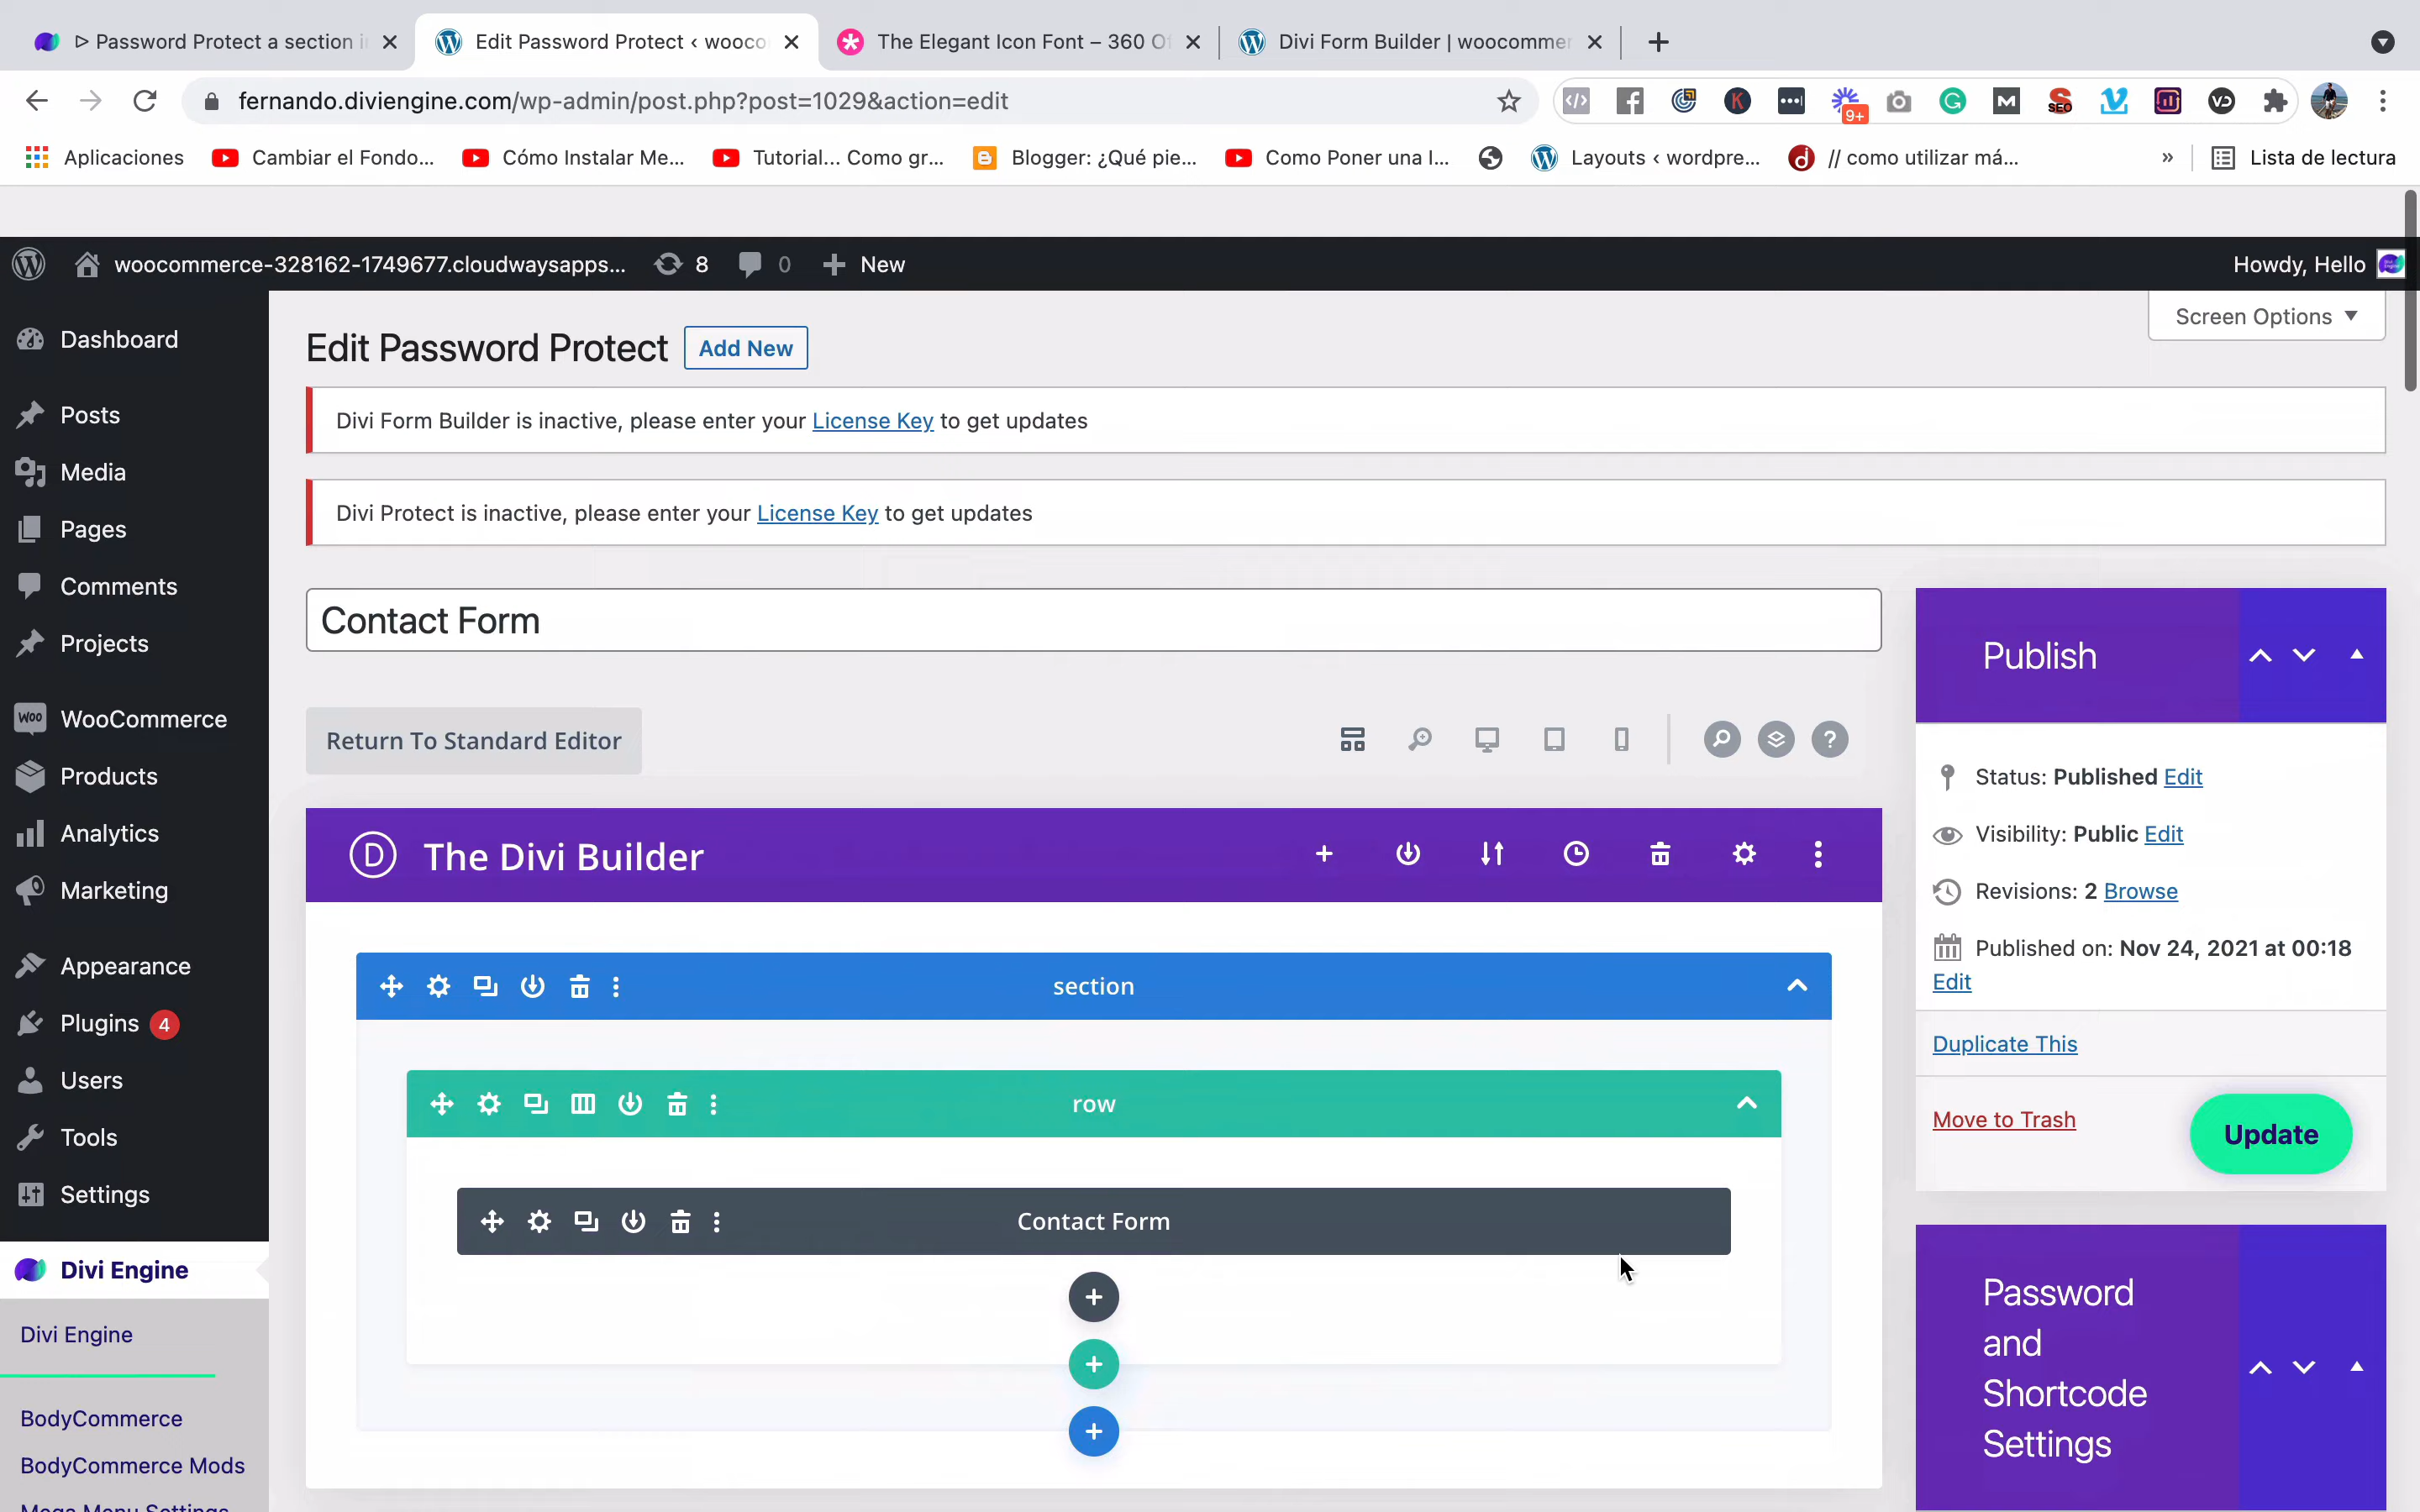 ▷ Password Protect a section i
Edit Password Protect ‹ wooco
The Elegant Icon Font – 360 Of
Divi Form Builder | woocommer
fernando.diviengine.com/wp-admin/post.php?post=1029&action=edit
9+
SEO
Aplicaciones
Cambiar el Fondo...
Cómo Instalar Me...
Tutorial... Como gr...
Blogger: ¿Qué pie...
Como Poner una I...
Layouts ‹ wordpre...
// como utilizar má...
»
Lista de lectura
woocommerce-328162-1749677.cloudwaysapps...
8
0
New
Howdy, Hello
Screen Options
Dashboard
Posts
Media
Pages
Comments
Projects
WooCommerce
Products
Analytics
Marketing
Appearance
Plugins 4
Users
Tools
Settings
Divi Engine
Divi Engine
BodyCommerce
BodyCommerce Mods
Mega Menu Settings
Edit Password Protect
Add New
Divi Form Builder is inactive, please enter your License Key to get updates
Divi Protect is inactive, please enter your License Key to get updates
Contact Form
Return To Standard Editor
The Divi Builder
section
row
Contact Form
Publish
Status: Published Edit
Visibility: Public Edit
Revisions: 2 Browse
Published on: Nov 24, 2021 at 00:18
Edit
Duplicate This
Move to Trash
Update
Password
and
Shortcode
Settings